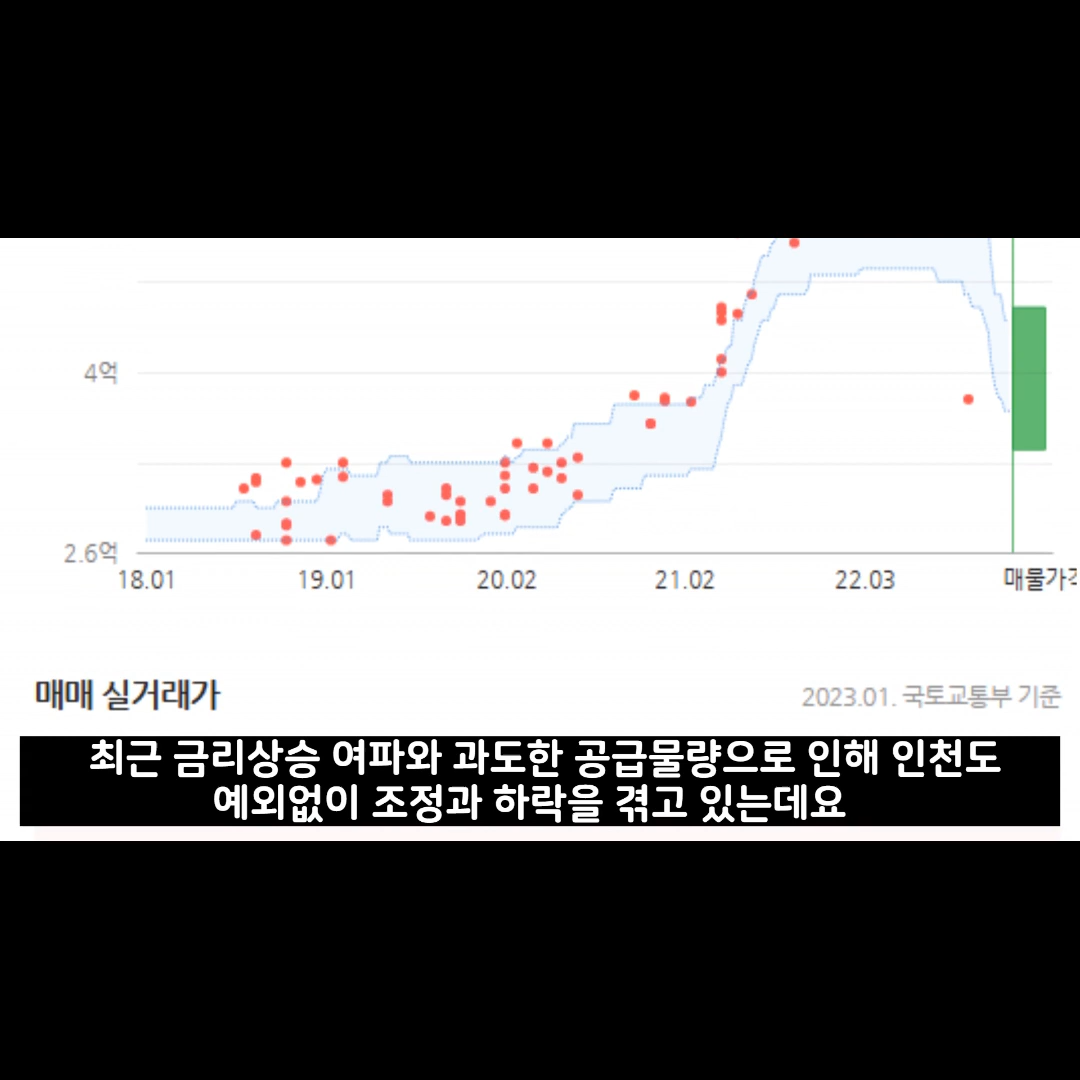 4억
2.6억
18.01 19.01 20.02 21.02 22.03 매물가격
매매 실거래가 2023.01. 국토교통부 기준
최근 금리상승 여파와 과도한 공급물량으로 인해 인천도
예외없이 조정과 하락을 겪고 있는데요